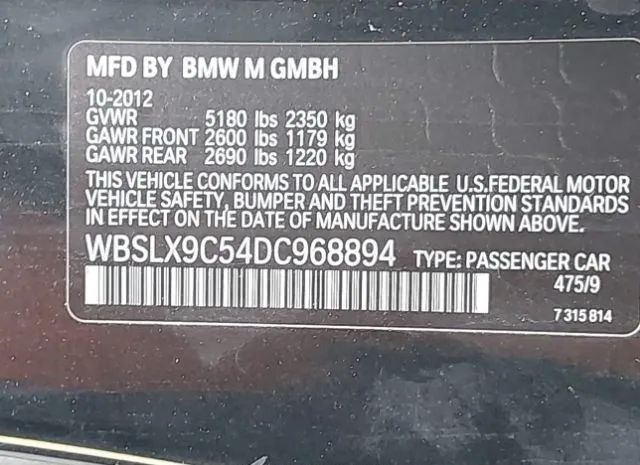 MFD BY BMW M GMBH
10-2012
GVWR 5180 lbs 2350 kg
GAWR FRONT 2600 lbs 1179 kg
GAWR REAR 2690 lbs 1220 kg
THIS VEHICLE CONFORMS TO ALL APPLICABLE U.S.FEDERAL MOTOR
VEHICLE SAFETY, BUMPER, AND THEFT PREVENTION STANDARDS
IN EFFECT ON THE DATE OF MANUFACTURE SHOWN ABOVE.
WBSLX9C54DC968894 TYPE: PASSENGER CAR
475/9
7 315 814